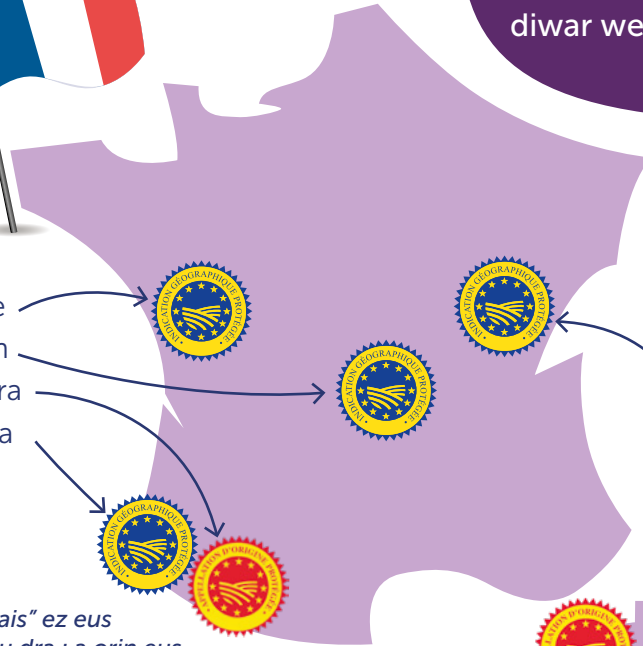 diwar we
INDICATION GÉOGRAPHIQUE PROTÉGÉE
INDICATION GÉOGRAPHIQUE PROTÉGÉE
INDICATION GÉOGRAPHIQUE PROTÉGÉE
e
n
ra
a
INDICATION GÉOGRAPHIQUE PROTÉGÉE
APPELLATION D'ORIGINE PROTÉGÉE
ais" ez eus